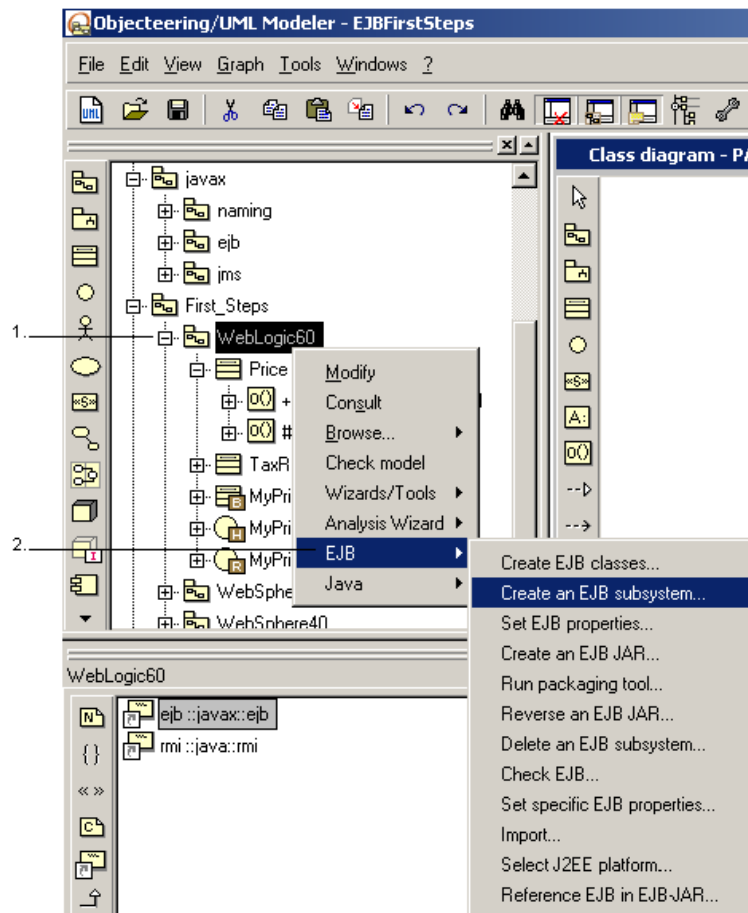 Objecteering/UML Modeler - EJBFirstSteps
File Edit View Graph Tools Windows ?
UML
Class diagram - PA
javax
naming
ejb
jms
First_Steps
1.
WebLogic60
Price
Modify
+
Consult
#
Browse...
TaxR
Check model
MyPri
Wizards/Tools
MyPri
Analysis Wizard
2.
EJB
MyPri
Java
WebSphe
WebSphere40
Create EJB classes...
Create an EJB subsystem...
Set EJB properties...
Create an EJB JAR...
Run packaging tool...
Reverse an EJB JAR...
Delete an EJB subsystem...
Check EJB...
Set specific EJB properties...
Import...
Select J2EE platform...
Reference EJB in EJB-JAR...
WebLogic60
ejb ::javax::ejb
rmi ::java::rmi